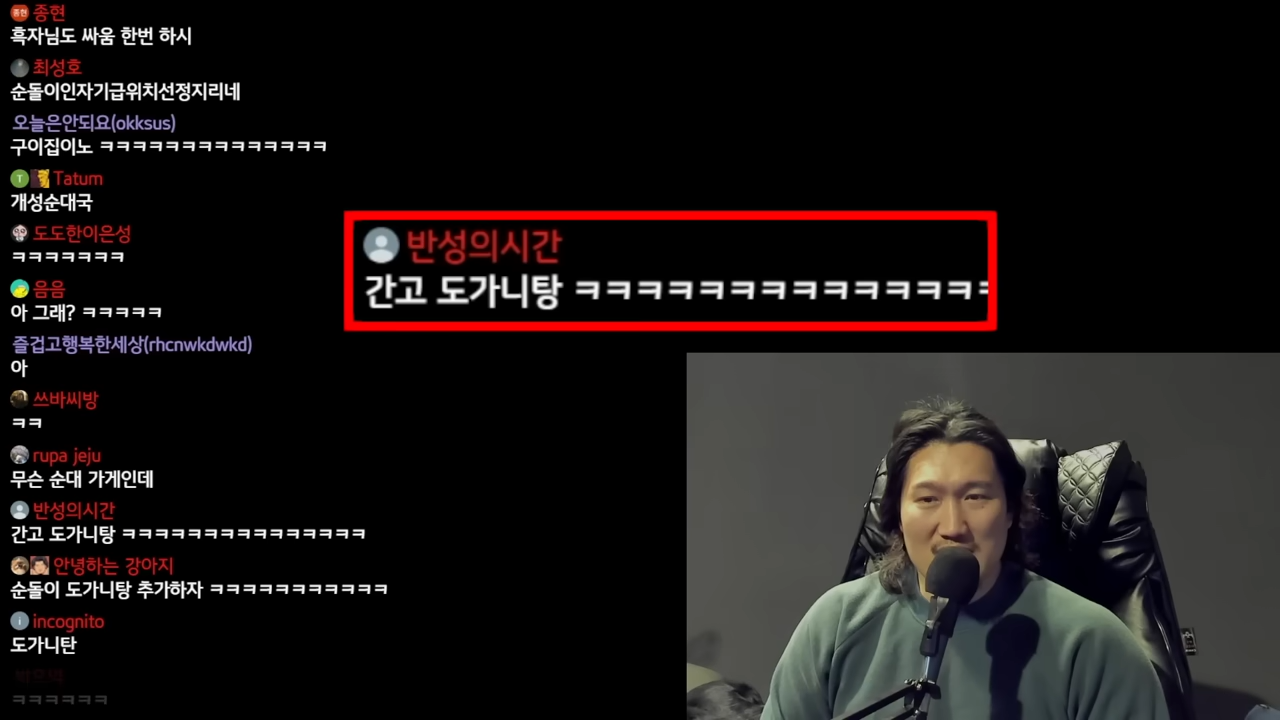 종현
종현
흑자님도 싸움 한번 하시
최성호
순돌이인자기급위치선정지리네
오늘은안되요(okksus)
구이집이노 ㅋㅋㅋㅋㅋㅋㅋㅋㅋㅋㅋㅋㅋㅋ
T
Tatum
개성순대국
도도한이은성
ㅋㅋㅋㅋㅋㅋㅋ
음음
아 그래? ㅋㅋㅋㅋㅋ
즐겁고행복한세상(rhcnwkdwkd)
아
쓰바씨방
ㅋㅋ
rupa jeju
무슨 순대 가게인데
반성의시간
간고 도가니탕 ㅋㅋㅋㅋㅋㅋㅋㅋㅋㅋㅋㅋㅋㅋㅋ
안녕하는 강아지
순돌이 도가니탕 추가하자 ㅋㅋㅋㅋㅋㅋㅋㅋㅋㅋㅋ
i
incognito
도가니탄
ㅋㅋㅋㅋㅋㅋ
반성의시간
간고 도가니탕 ㅋㅋㅋㅋㅋㅋㅋㅋㅋㅋㅋㅋㅋㅋ